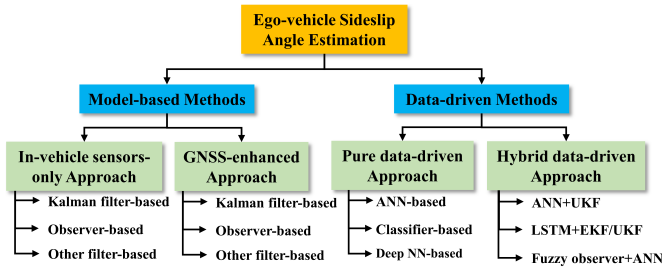 Ego-vehicle Sideslip
Angle Estimation
Model-based Methods
Data-driven Methods
In-vehicle sensors-
only Approach
GNSS-enhanced
Approach
Pure data-driven
Approach
Hybrid data-driven
Approach
Kalman filter-based
Observer-based
Other filter-based
Kalman filter-based
Observer-based
Other filter-based
ANN-based
Classifier-based
Deep NN-based
ANN+UKF
LSTM+EKF/UKF
Fuzzy observer+ANN